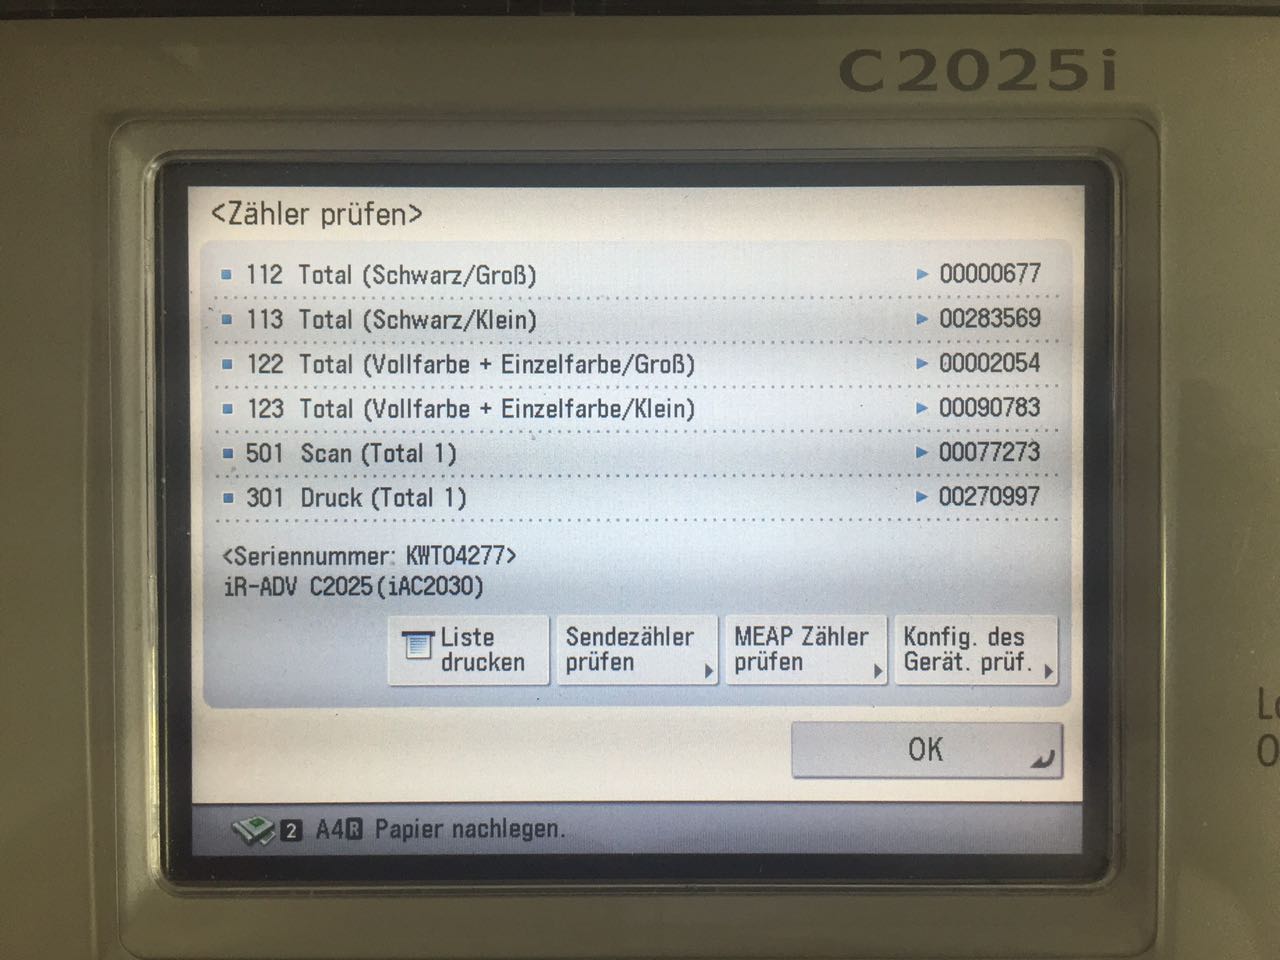 C2025i
<Zähler prüfen>
112 Total (Schwarz/Groß) 00000677
113 Total (Schwarz/Klein) 00283569
122 Total (Vollfarbe + Einzelfarbe/Groß) 00002054
123 Total (Vollfarbe + Einzelfarbe/Klein) 00090783
501 Scan (Total 1) 00077273
301 Druck (Total 1) 00270997
<Seriennummer: KWT04277>
iR-ADV C2025(iAC2030)
Liste
drucken
Sendezähler
prüfen
MEAP Zähler
prüfen
Konfig. des
Gerät. prüf.
OK
2 A4R Papier nachlegen.